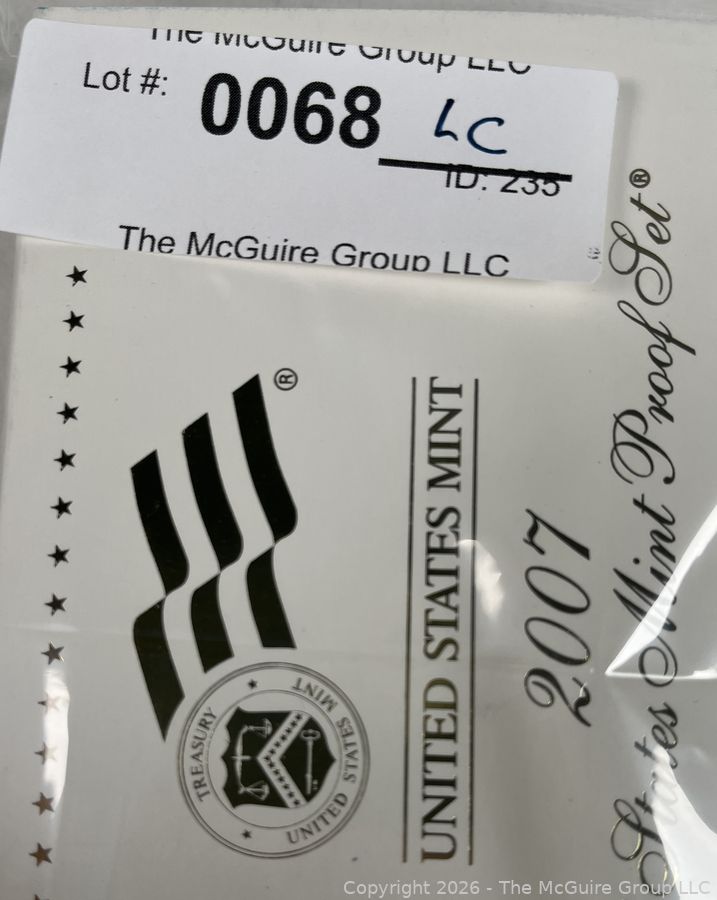 The McGuire Group LLC
Lot #: 0068 LC
ID: 235
The McGuire Group LLC
®
TREASURY
UNITED STATES MINT
UNITED STATES MINT
2007
States Mint Proof Set®
Copyright 2026 - The McGuire Group LLC